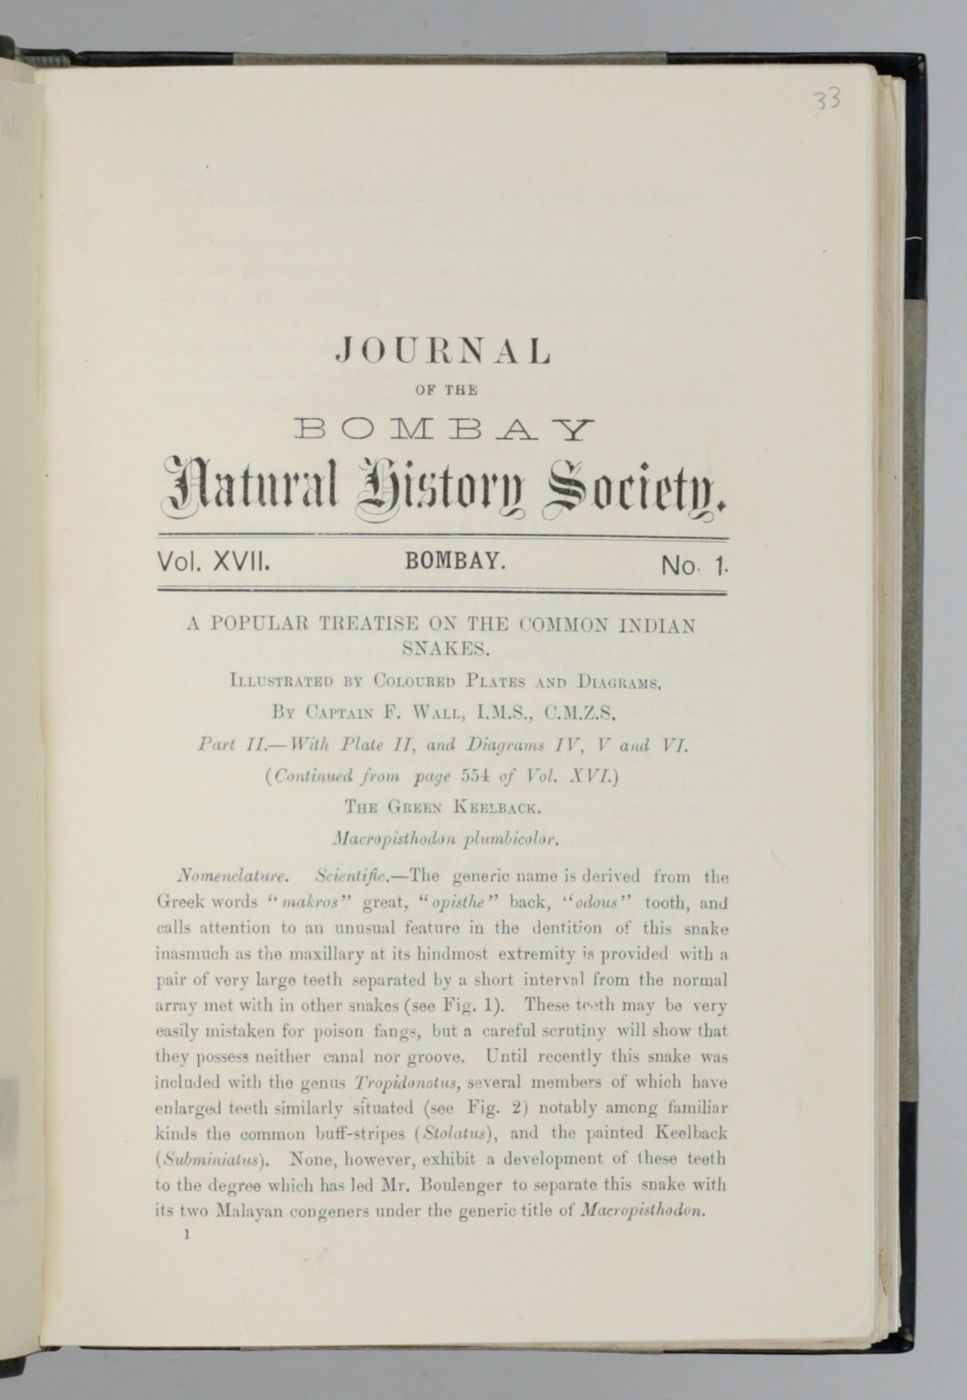 33
JOURNAL
OF THE
BOMBAY
Natural History Society.
Vol. XVII. BOMBAY. No. 1.
A POPULAR TREATISE ON THE COMMON INDIAN
SNAKES.
Illustrated by Coloured Plates and Diagrams.
By Captain F. Wall, I.M.S., C.M.Z.S.
Part II.—With Plate II, and Diagrams IV, V and VI.
(Continued from page 554 of Vol. XVI.)
The Green Keelback.
Macropisthodon plumbicolor.
Nomenclature. Scientific.—The generic name is derived from the
Greek words "makros" great, "opisthe" back, "odous" tooth, and
calls attention to an unusual feature in the dentition of this snake
inasmuch as the maxillary at its hindmost extremity is provided with a
pair of very large teeth separated by a short interval from the normal
array met with in other snakes (see Fig. 1). These teeth may be very
easily mistaken for poison fangs, but a careful scrutiny will show that
they possess neither canal nor groove. Until recently this snake was
included with the genus Tropidonotus, several members of which have
enlarged teeth similarly situated (see Fig. 2) notably among familiar
kinds the common buff-stripes (Stolatus), and the painted Keelback
(Subminiatus). None, however, exhibit a development of these teeth
to the degree which has led Mr. Boulenger to separate this snake with
its two Malayan congeners under the generic title of Macropisthodon.
1